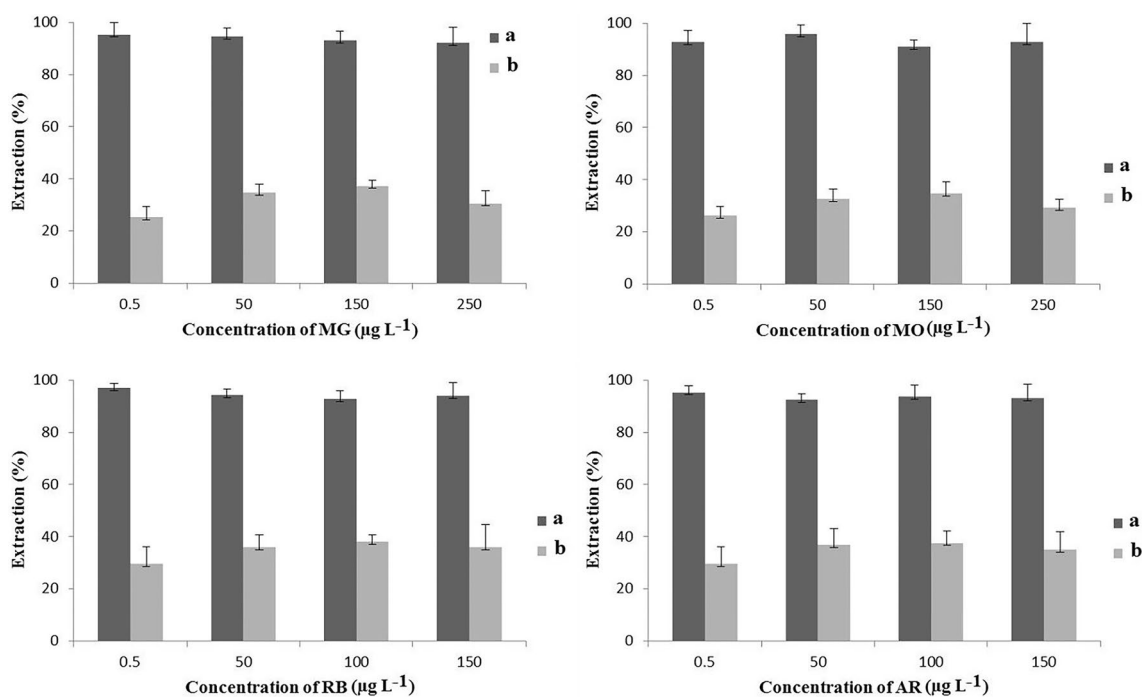 100
80
60
40
20
0
Extraction (%)
a
b
0.5 50 150 250
Concentration of MG (µg L⁻¹)
100
80
60
40
20
0
Extraction (%)
a
b
0.5 50 150 250
Concentration of MO (µg L⁻¹)
100
80
60
40
20
0
Extraction (%)
a
b
0.5 50 100 150
Concentration of RB (µg L⁻¹)
100
80
60
40
20
0
Extraction (%)
a
b
0.5 50 100 150
Concentration of AR (µg L⁻¹)